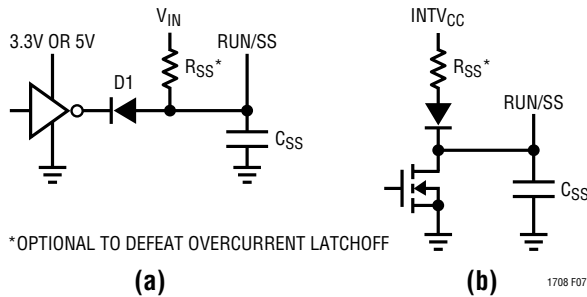 V_IN
INTV_CC
3.3V OR 5V
R_SS*
RUN/SS
D1
R_SS*
RUN/SS
C_SS
C_SS
*OPTIONAL TO DEFEAT OVERCURRENT LATCHOFF
(a)
(b)
1708 F07